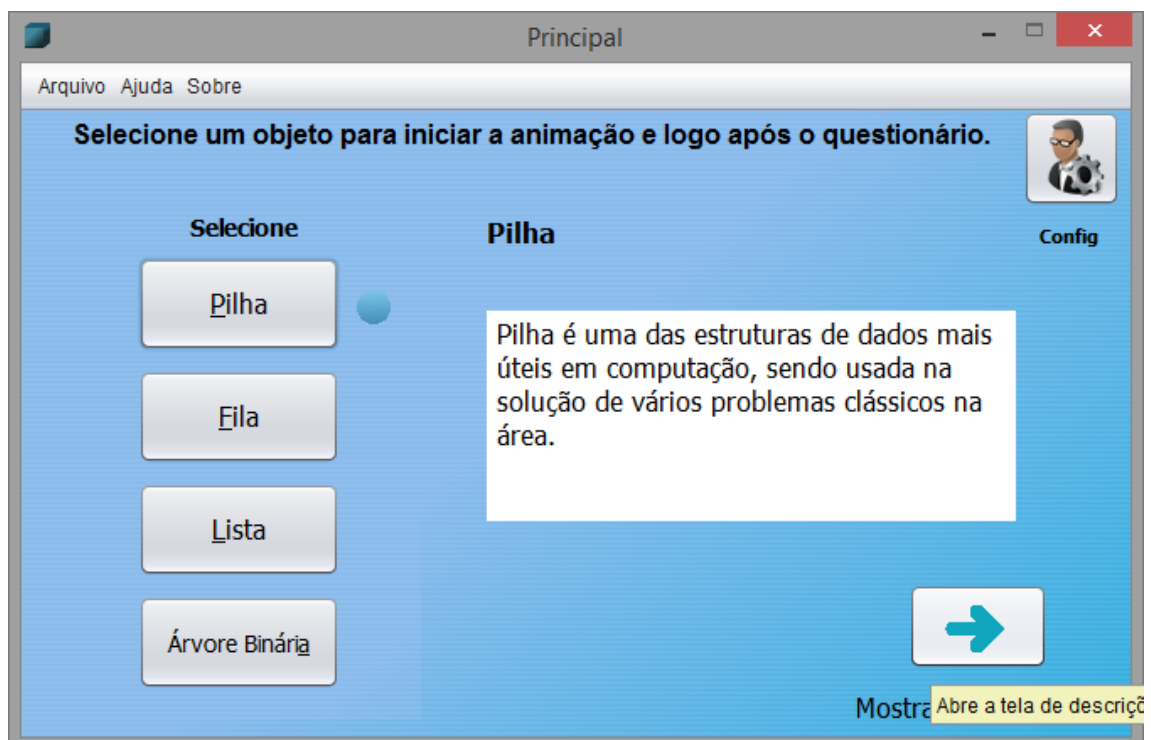 Principal
Arquivo Ajuda Sobre
Selecione um objeto para iniciar a animação e logo após o questionário.
Config
Selecione
Pilha
Fila
Lista
Árvore Binária
Pilha
Pilha é uma das estruturas de dados mais
úteis em computação, sendo usada na
solução de vários problemas clássicos na
área.
Abre a tela de